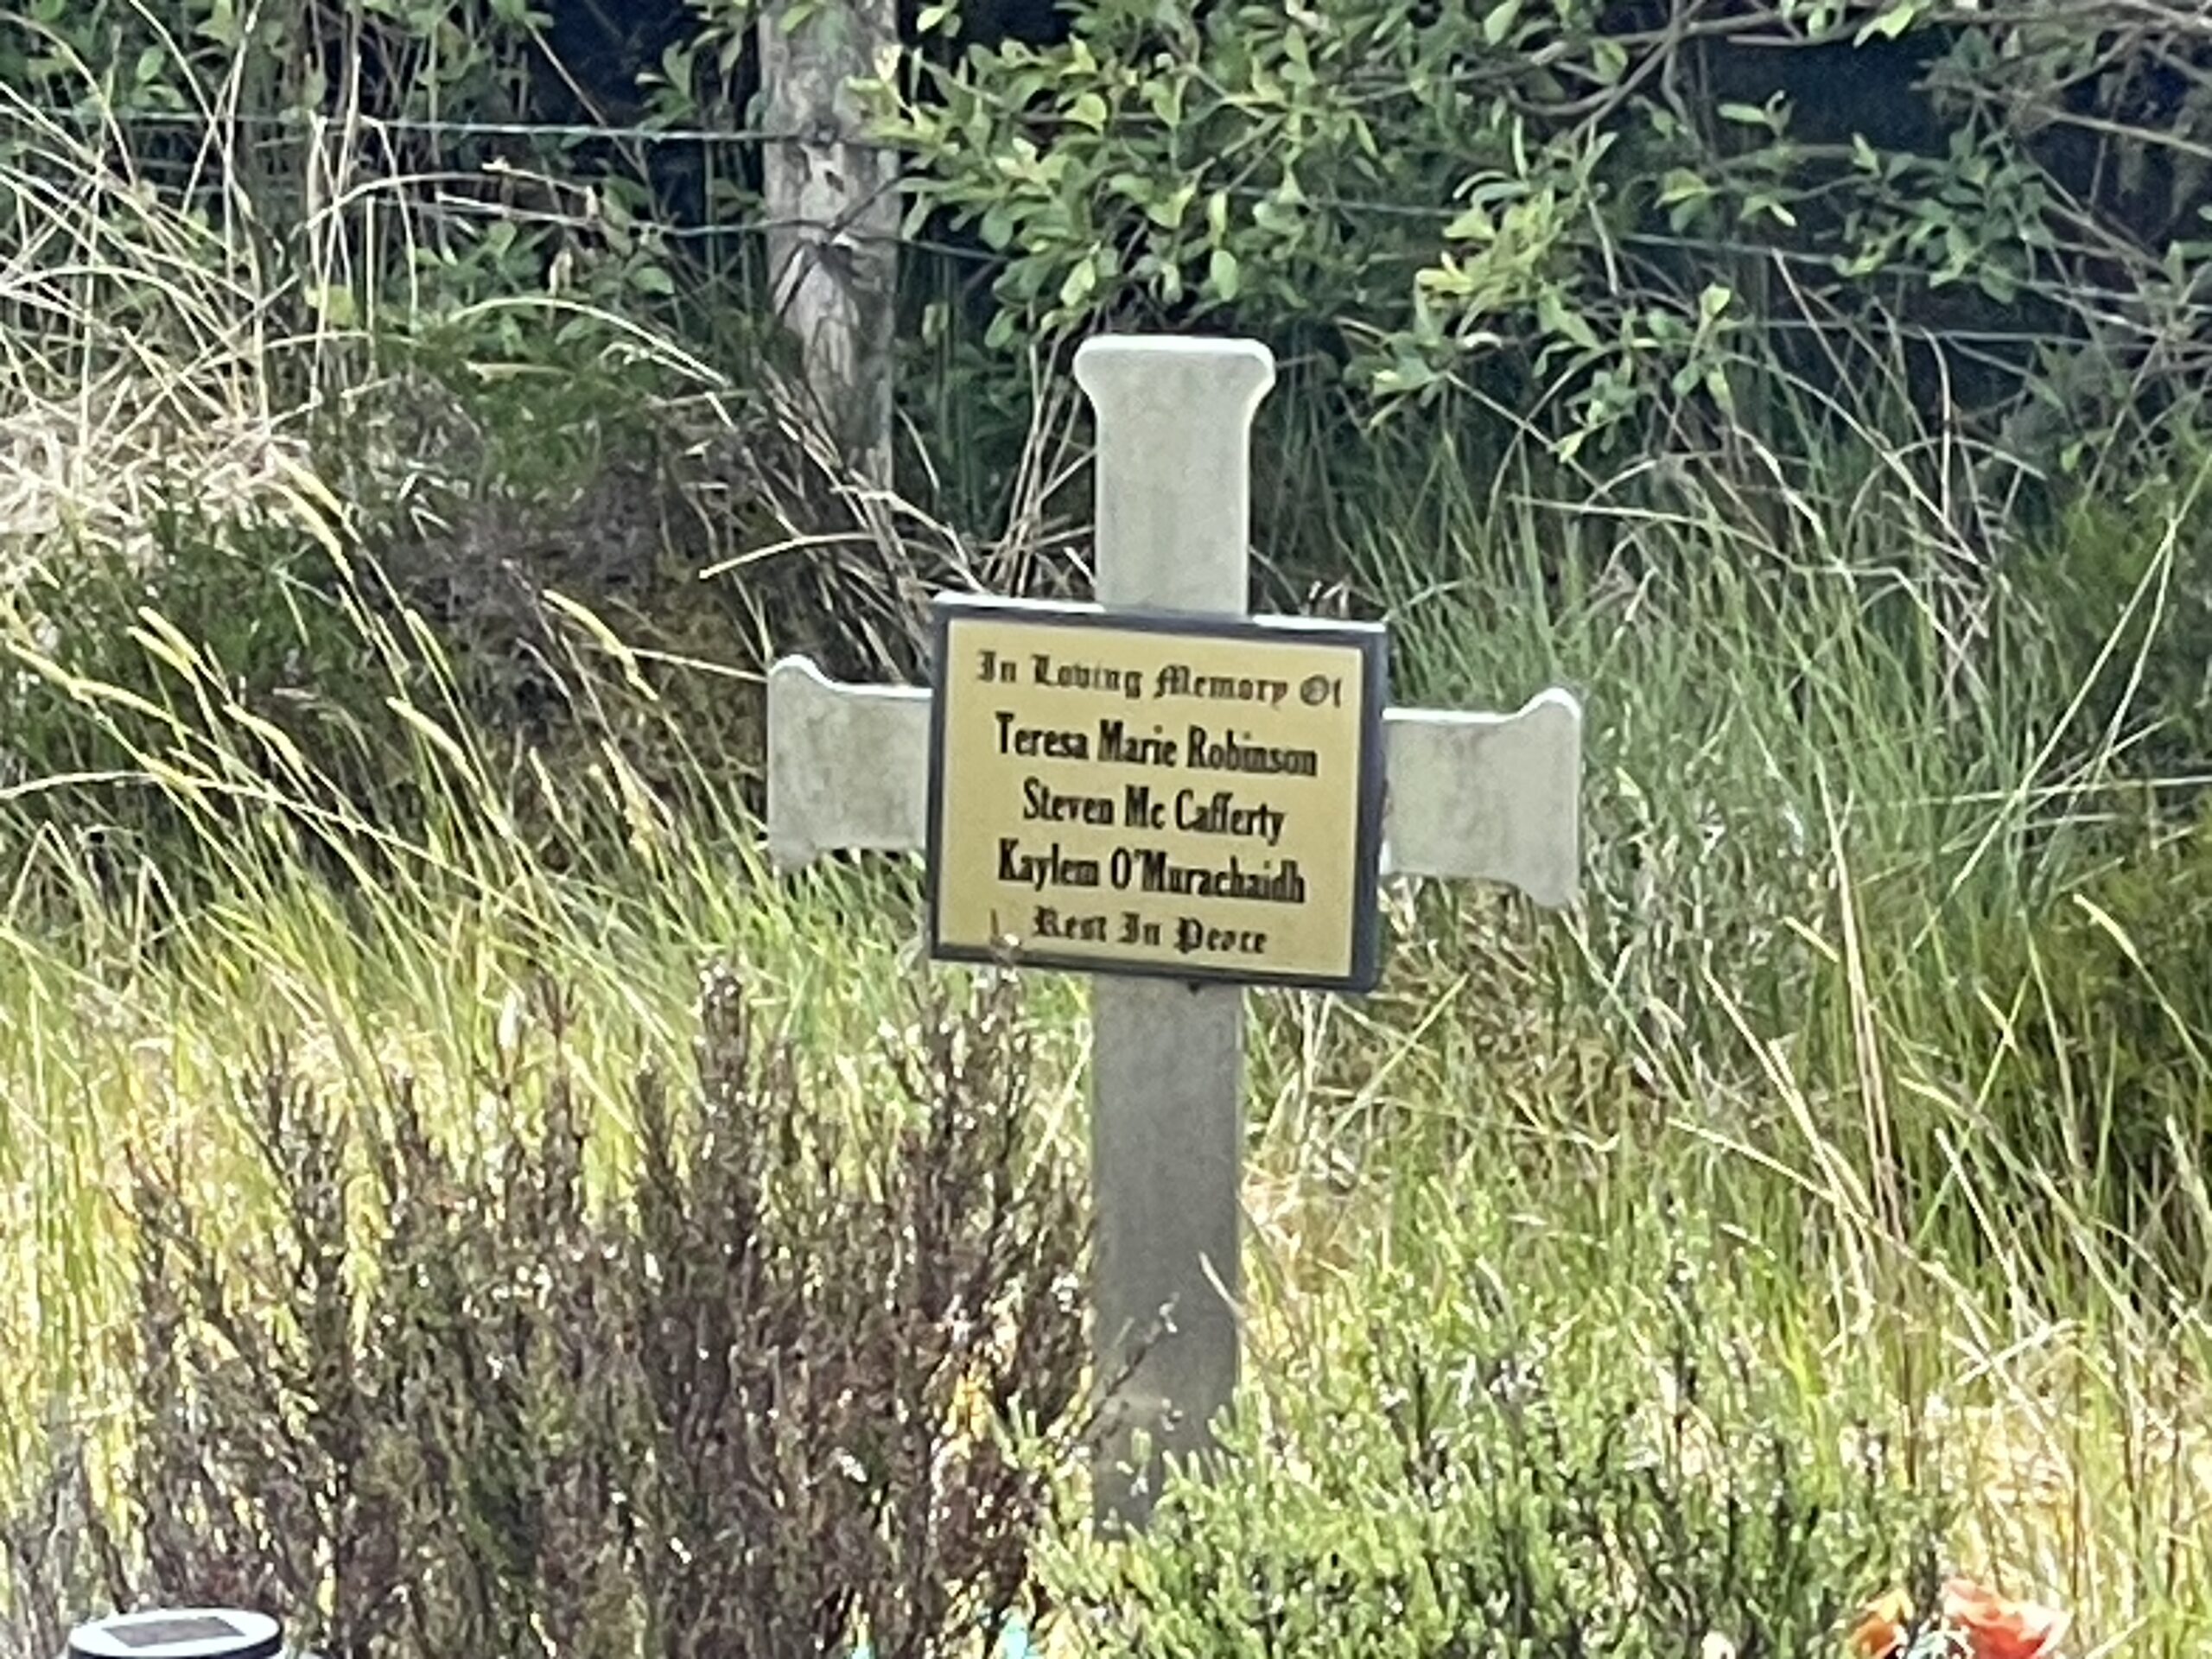 In Loving Memory Of
Teresa Marie Robinson
Steven Mc Cafferty
Kaylem O'Murachaidh
Rest In Peace